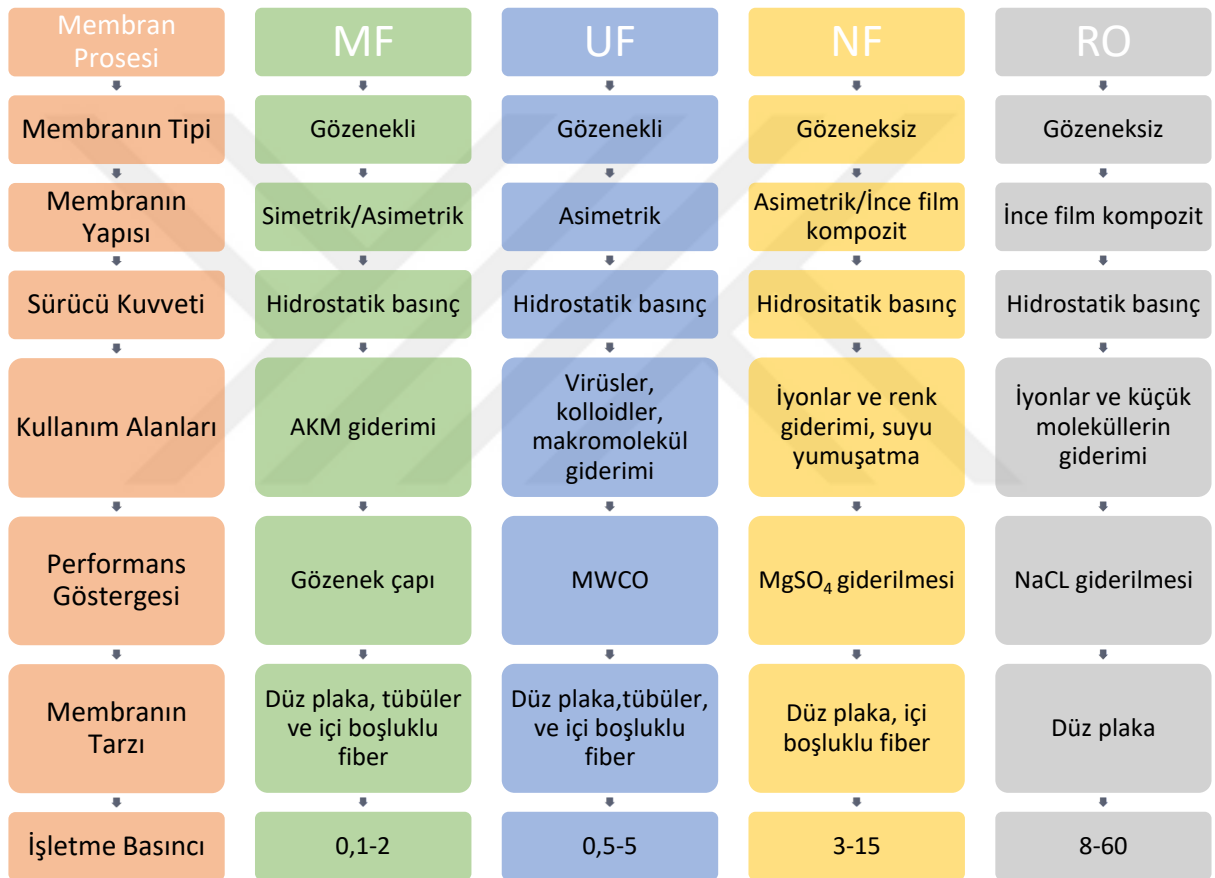 Membran
Prosesi
MF
UF
NF
RO
Membranın Tipi
Gözenekli
Gözenekli
Gözeneksiz
Gözeneksiz
Membranın
Yapısı
Simetrik/Asimetrik
Asimetrik
Asimetrik/İnce film
kompozit
İnce film kompozit
Sürücü Kuvveti
Hidrostatik basınç
Hidrostatik basınç
Hidrositatik basınç
Hidrostatik basınç
Kullanım Alanları
AKM giderimi
Virüsler,
kolloidler,
makromolekül
giderimi
İyonlar ve renk
giderimi, suyu
yumuşatma
İyonlar ve küçük
moleküllerin
giderimi
Performans
Göstergesi
Gözenek çapı
MWCO
MgSO₄ giderilmesi
NaCL giderilmesi
Membranın
Tarzı
Düz plaka, tübüler
ve içi boşluklu
fiber
Düz plaka,tübüler,
ve içi boşluklu
fiber
Düz plaka, içi
boşluklu fiber
Düz plaka
İşletme Basıncı
0,1-2
0,5-5
3-15
8-60